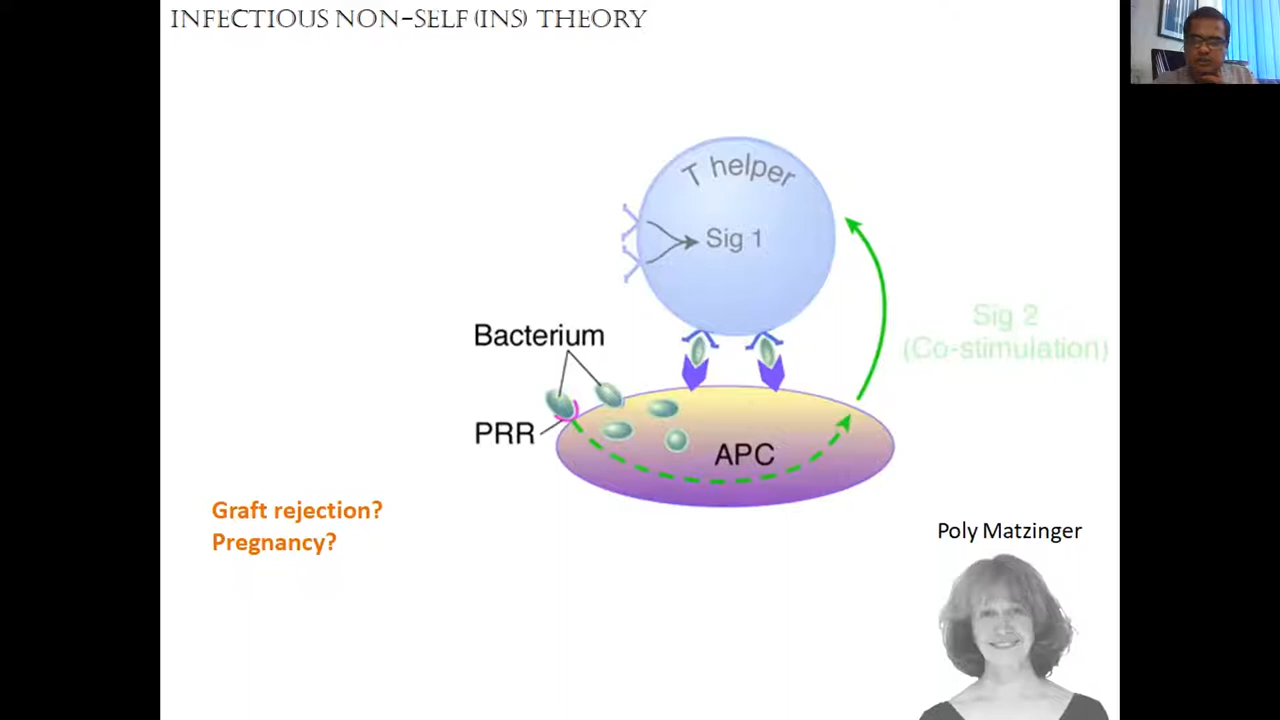 INFECTIOUS NON-SELF (INS) THEORY
T helper
Sig 1
Sig 2
(Co-stimulation)
Bacterium
PRR
APC
Graft rejection?
Pregnancy?
Poly Matzinger